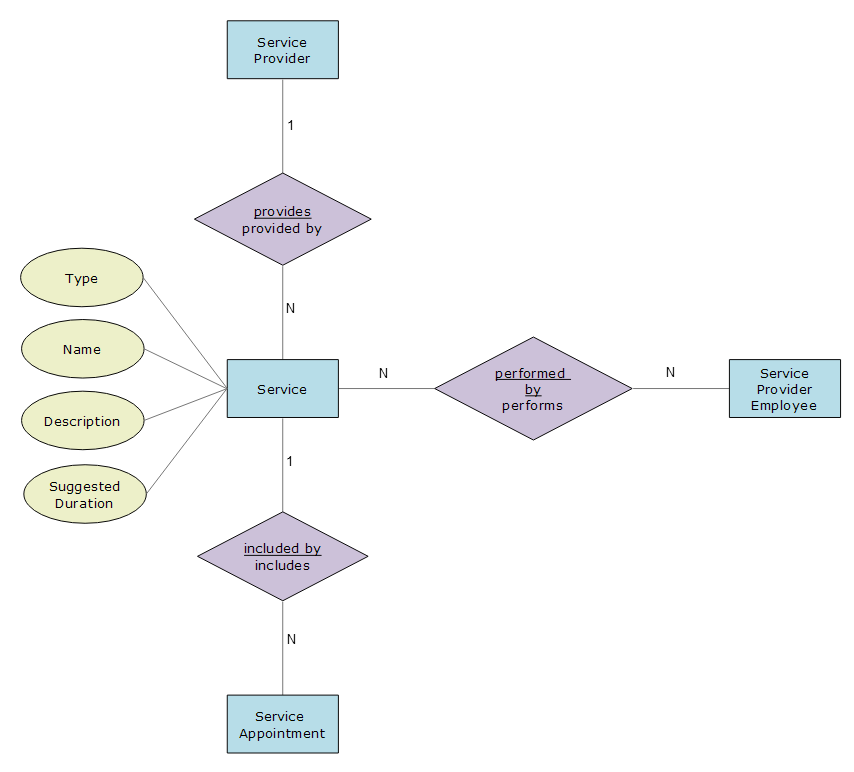 Service
Provider
1
provides
provided by
N
Type
Name
Description
Suggested
Duration
Service
N
performed
by
performs
N
Service
Provider
Employee
1
included by
includes
N
Service
Appointment